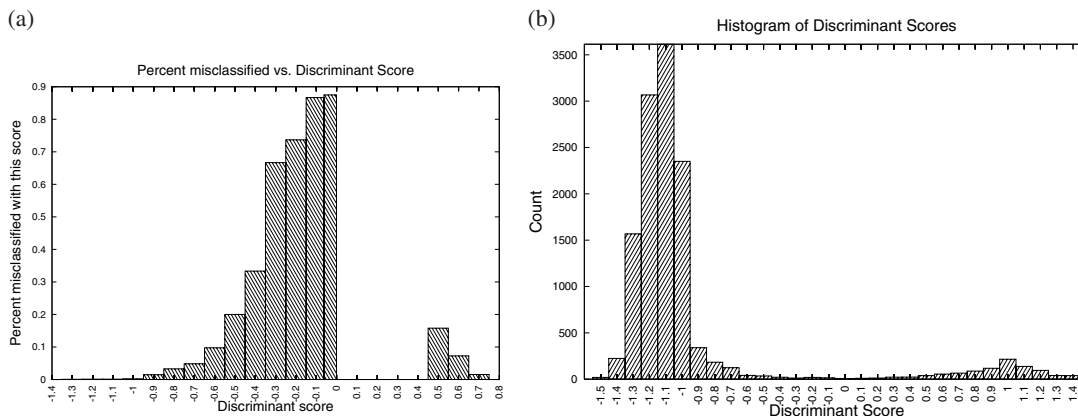 (a)
Percent misclassified vs. Discriminant Score
Percent misclassified with this score
0.9
0.8
0.7
0.6
0.5
0.4
0.3
0.2
0.1
0
-1.4 -1.3 -1.2 -1.1 -1 -0.9 -0.8 -0.7 -0.6 -0.5 -0.4 -0.3 -0.2 -0.1 0 0.1 0.2 0.3 0.4 0.5 0.6 0.7 0.8
Discriminant score
(b)
Histogram of Discriminant Scores
Count
3500
3000
2500
2000
1500
1000
500
0
-1.5 -1.4 -1.3 -1.2 -1.1 -1 -0.9 -0.8 -0.7 -0.6 -0.5 -0.4 -0.3 -0.2 -0.1 0 0.1 0.2 0.3 0.4 0.5 0.6 0.7 0.8 0.9 1 1.1 1.2 1.3 1.4
Discriminant Score